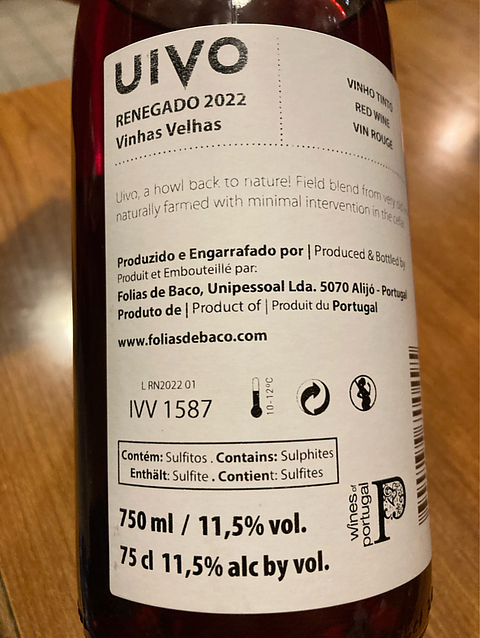 UIVO
RENEGADO 2022
Vinhas Velhas
VINHO TINTO
RED WINE
VIN ROUGE
Uivo, a howl back to nature! Field blend from very old
naturally farmed with minimal intervention in the cellar.
Produzido e Engarrafado por | Produced & Bottled by
Produit et Embouteillé par:
Folias de Baco, Unipessoal Lda. 5070 Alijó - Portugal
Produto de | Product of | Produit du Portugal
www.foliasdebaco.com
L RN2022 01
IVV 1587
10-12ºC
Contém: Sulfitos . Contains: Sulphites
Enthält: Sulfite . Contient: Sulfites
wines of
portugal
750 ml / 11,5% vol.
75 cl 11,5% alc by vol.